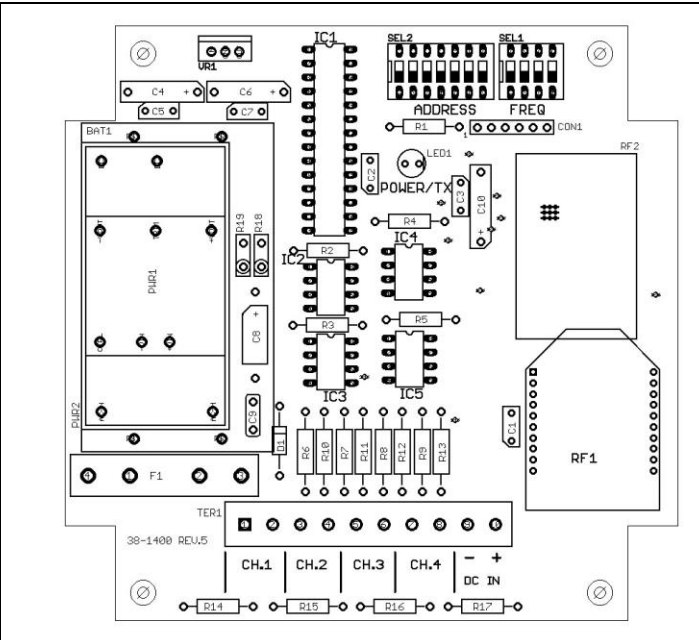 IC1
SEL2
SEL1
VR1
C4 +
C6 +
C5
C7
ADDRESS
FREQ
BAT1
R1
1
CON1
LED1
RF2
C2
POWER/TX
C3
C10
+
R19
R18
R4
IC4
R2
IC2
PWR1
+
C8
R3
R5
IC3
IC5
PWR2
C9
D1
R6
R10
R7
R11
R8
R12
R9
R13
C1
RF1
F1
TER1
38-1400 REV.5
CH.1
CH.2
CH.3
CH.4
- +
DC IN
R14
R15
R16
R17